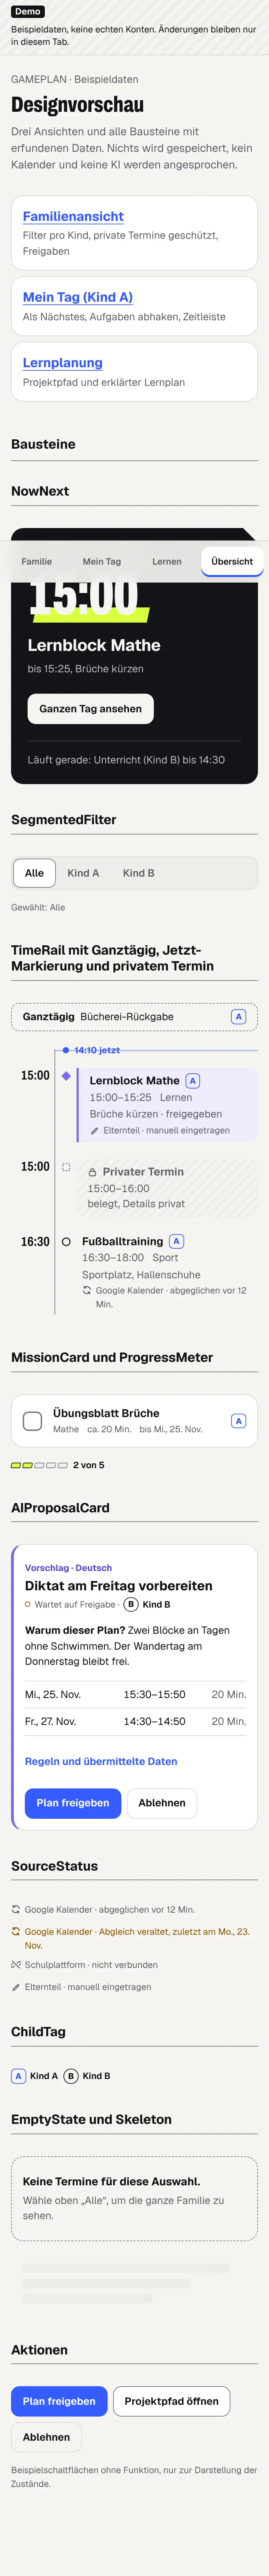 Demo
Beispieldaten, keine echten Konten. Änderungen bleiben nur
in diesem Tab.
GAMEPLAN · Beispieldaten
Designvorschau
Drei Ansichten und alle Bausteine mit
erfundenen Daten. Nichts wird gespeichert, kein
Kalender und keine KI werden angesprochen.
Familienansicht
Filter pro Kind, private Termine geschützt,
Freigaben
Mein Tag (Kind A)
Als Nächstes, Aufgaben abhaken, Zeitleiste
Lernplanung
Projektpfad und erklärter Lernplan
Bausteine
NowNext
Familie
Mein Tag
Lernen
Übersicht
15:00
Lernblock Mathe
bis 15:25, Brüche kürzen
Ganzen Tag ansehen
Läuft gerade: Unterricht (Kind B) bis 14:30
SegmentedFilter
Alle
Kind A
Kind B
Gewählt: Alle
TimeRail mit Ganztägig, Jetzt-
Markierung und privatem Termin
Ganztägig Bücherei-Rückgabe A
14:10 jetzt
15:00
Lernblock Mathe A
15:00–15:25 Lernen
Brüche kürzen · freigegeben
Elternteil · manuell eingetragen
15:00
Privater Termin
15:00–16:00
belegt, Details privat
16:30
Fußballtraining A
16:30–18:00 Sport
Sportplatz, Hallenschuhe
Google Kalender · abgeglichen vor 12
Min.
MissionCard und ProgressMeter
Übungsblatt Brüche
Mathe ca. 20 Min. bis Mi., 25. Nov.
A
2 von 5
AIProposalCard
Vorschlag · Deutsch
Diktat am Freitag vorbereiten
Wartet auf Freigabe · B Kind B
Warum dieser Plan? Zwei Blöcke an Tagen
ohne Schwimmen. Der Wandertag am
Donnerstag bleibt frei.
Mi., 25. Nov. 15:30–15:50 20 Min.
Fr., 27. Nov. 14:30–14:50 20 Min.
Regeln und übermittelte Daten
Plan freigeben
Ablehnen
SourceStatus
Google Kalender · abgeglichen vor 12 Min.
Google Kalender · Abgleich veraltet, zuletzt am Mo., 23.
Nov.
Schulplattform · nicht verbunden
Elternteil · manuell eingetragen
ChildTag
A Kind A B Kind B
EmptyState und Skeleton
Keine Termine für diese Auswahl.
Wähle oben „Alle“, um die ganze Familie zu
sehen.
Aktionen
Plan freigeben
Projektpfad öffnen
Ablehnen
Beispielschaltflächen ohne Funktion, nur zur Darstellung der
Zustände.